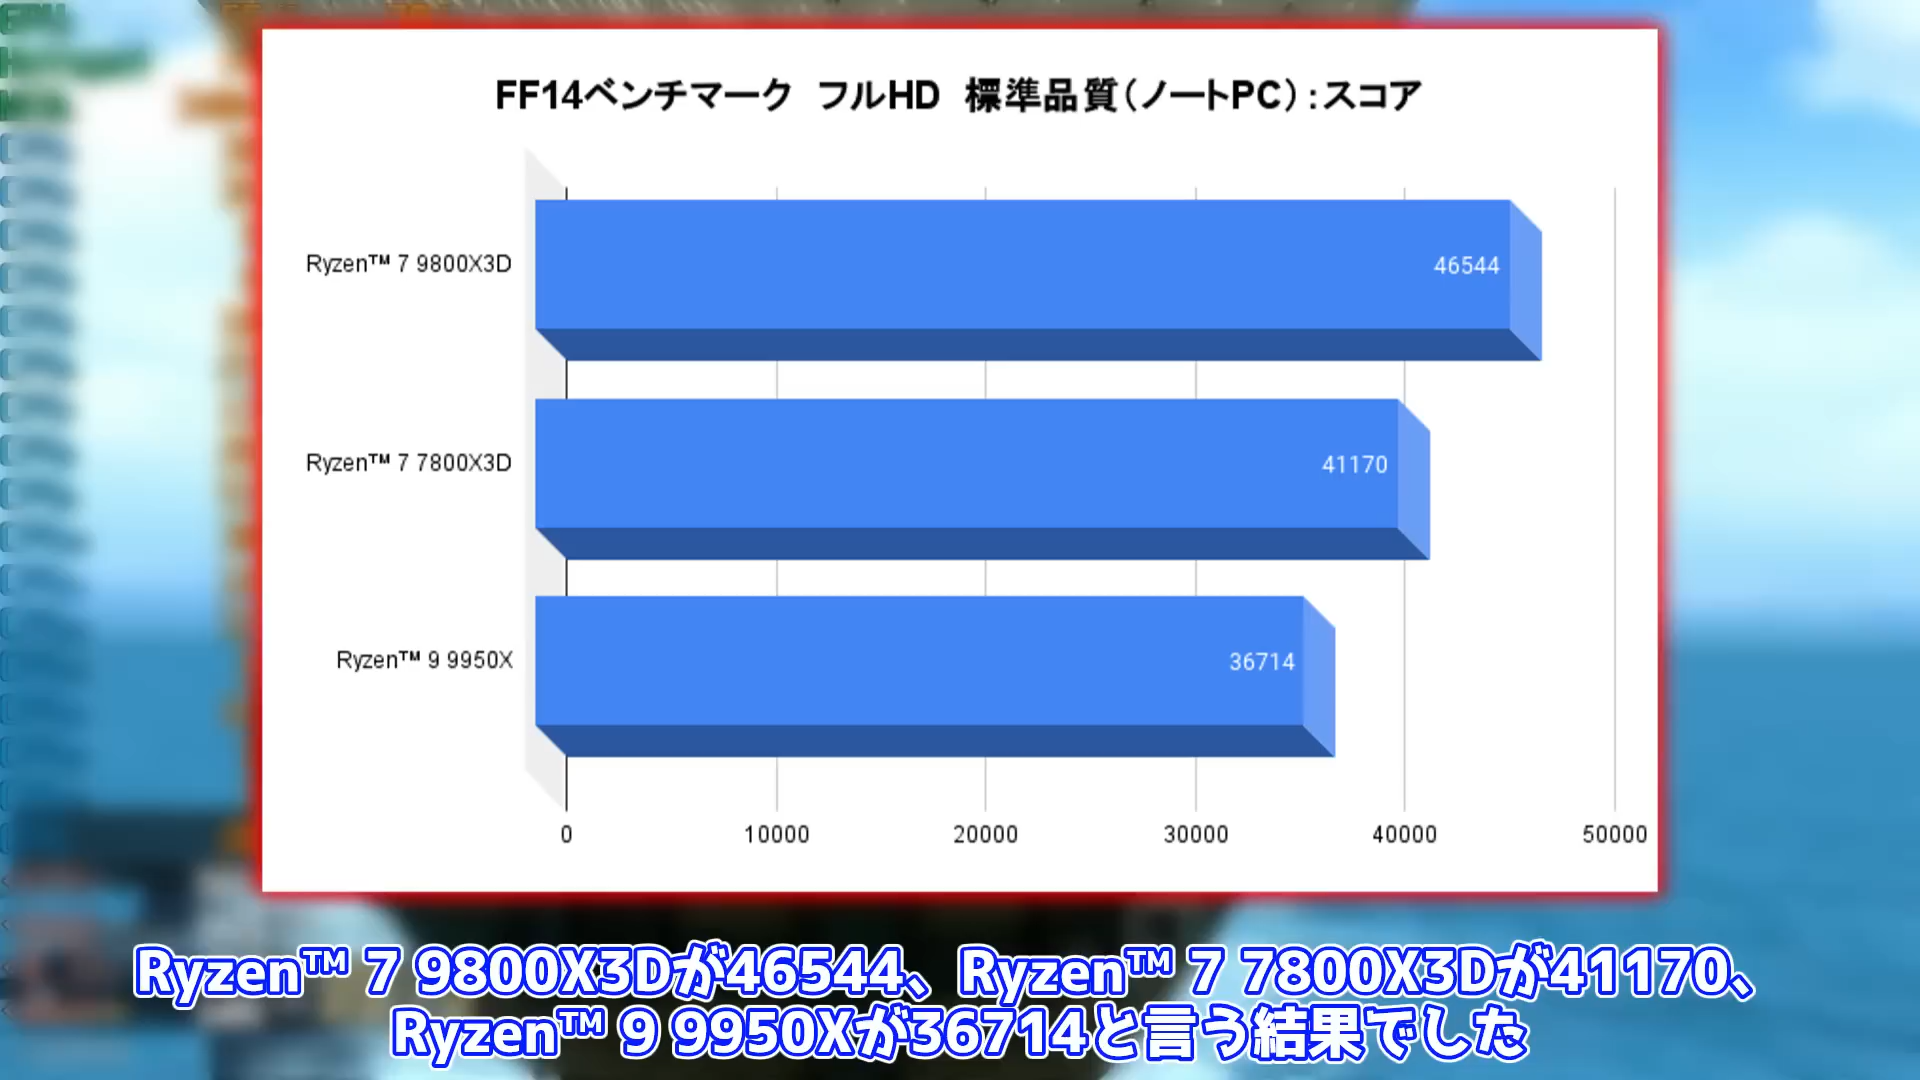 FF14ベンチマーク フルHD 標準品質(ノートPC):スコア
Ryzen™ 7 9800X3D
46544
Ryzen™ 7 7800X3D
41170
Ryzen™ 9 9950X
36714
0 10000 20000 30000 40000 50000
Ryzen™ 7 9800X3Dが46544、Ryzen™ 7 7800X3Dが41170、
Ryzen™ 9 9950Xが36714と言う結果でした